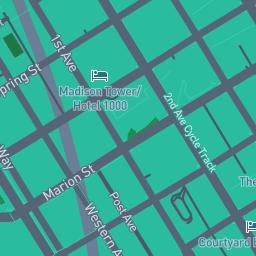 1st Ave
Spring St
Madison Tower/
Hotel 1000
2nd Ave Cycle Track
Way
Marion St
Post Ave
Western A
The
Courtyard